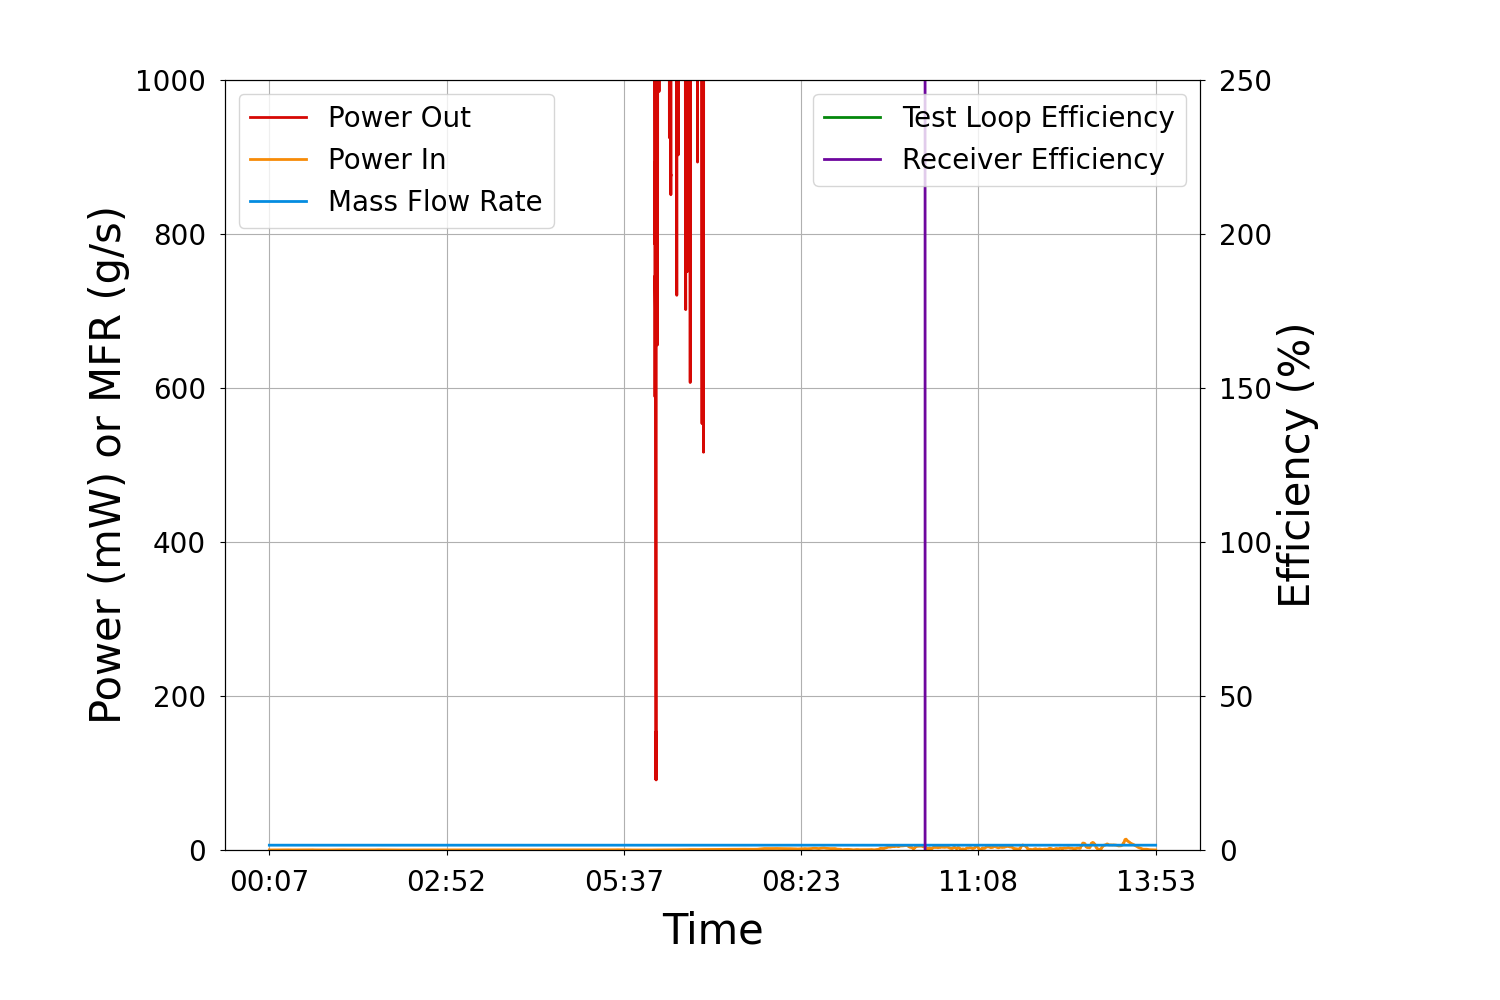 Power Out
Power In
Mass Flow Rate
Test Loop Efficiency
Receiver Efficiency
Power (mW) or MFR (g/s)
1000
800
600
400
200
0
250
200
150
100
50
0
Efficiency (%)
00:07 02:52 05:37 08:23 11:08 13:53
Time